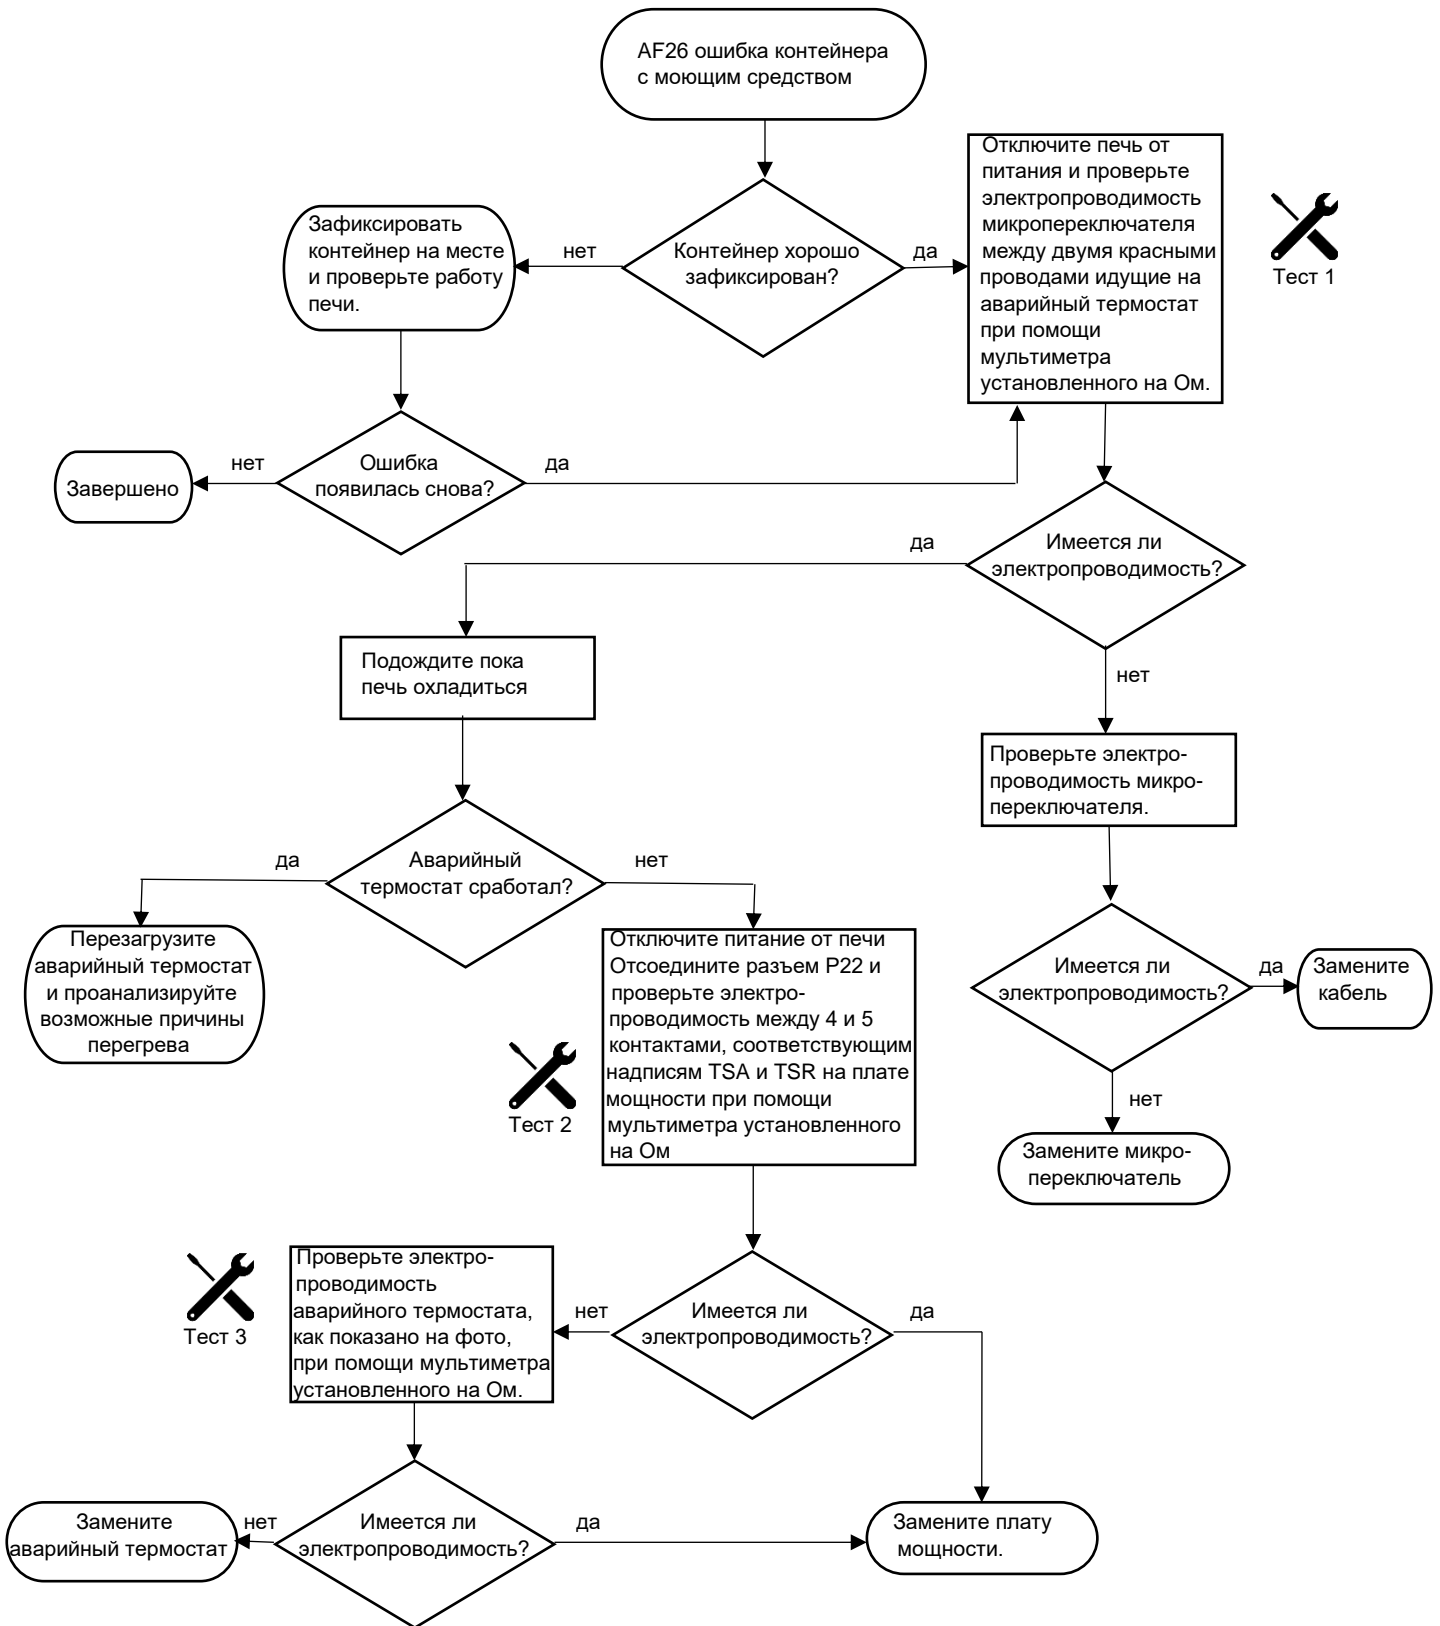 AF26 ошибка контейнера
с моющим средством
Отключите печь от
питания и проверьте
электропроводимость
микропереключателя
между двумя красными
проводами идущие на
аварийный термостат
при помощи
мультиметра
установленного на Ом.
Тест 1
Зафиксировать
контейнер на месте
и проверьте работу
печи.
нет
Контейнер хорошо
зафиксирован?
да
Завершено
нет
Ошибка
появилась снова?
да
да
Имеется ли
электропроводимость?
нет
Подождите пока
печь охладиться
Проверьте электро-
проводимость микро-
переключателя.
да
Аварийный
термостат сработал?
нет
Перезагрузите
аварийный термостат
и проанализируйте
возможные причины
перегрева
Отключите питание от печи
Отсоедините разъем P22 и
проверьте электро-
проводимость между 4 и 5
контактами, соответствующим
надписям TSA и TSR на плате
мощности при помощи
мультиметра установленного
на Ом
Тест 2
Имеется ли
электропроводимость?
да
Замените
кабель
нет
Замените микро-
переключатель
Тест 3
Проверьте электро-
проводимость
аварийного термостата,
как показано на фото,
при помощи мультиметра
установленного на Ом.
нет
Имеется ли
электропроводимость?
да
Замените
аварийный термостат
нет
Имеется ли
электропроводимость?
да
Замените плату
мощности.